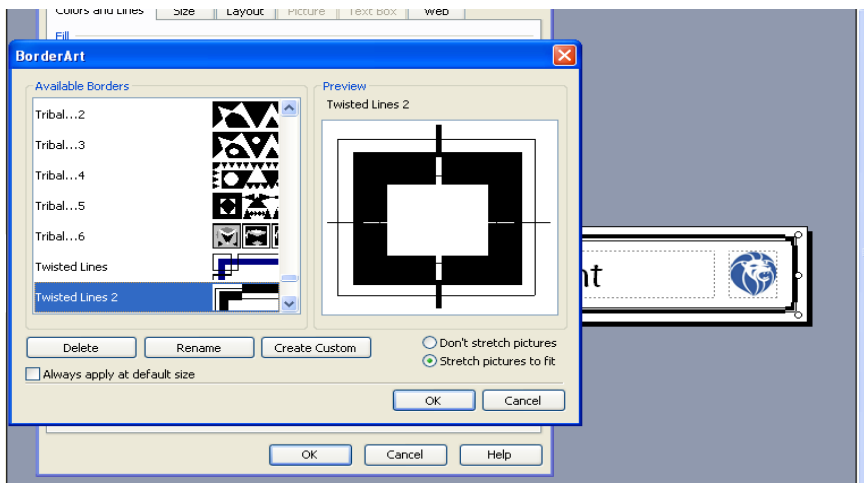 Colors and Lines Size Layout Picture Text Box Web
Fill
BorderArt
Available Borders
Preview
Twisted Lines 2
Tribal...2
Tribal...3
Tribal...4
Tribal...5
Tribal...6
Twisted Lines
Twisted Lines 2
Delete Rename Create Custom
Don't stretch pictures
Stretch pictures to fit
Always apply at default size
OK Cancel
OK Cancel Help
nt